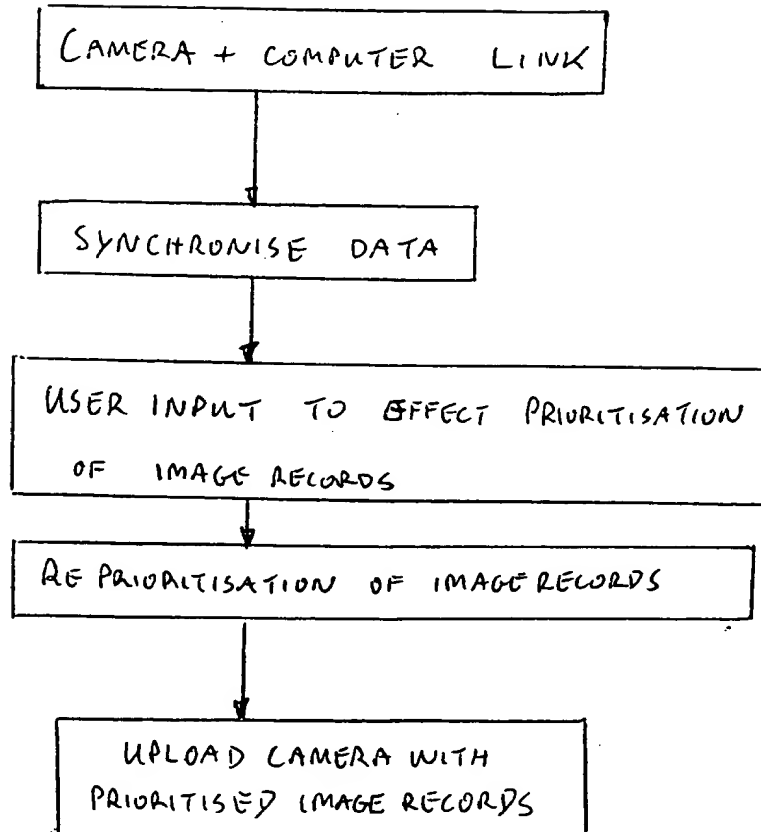 CAMERA + COMPUTER LINK
SYNCHRONISE DATA
USER INPUT TO EFFECT PRIORITISATION
OF IMAGE RECORDS
RE PRIORITISATION OF IMAGE RECORDS
UPLOAD CAMERA WITH
PRIORITISED IMAGE RECORDS